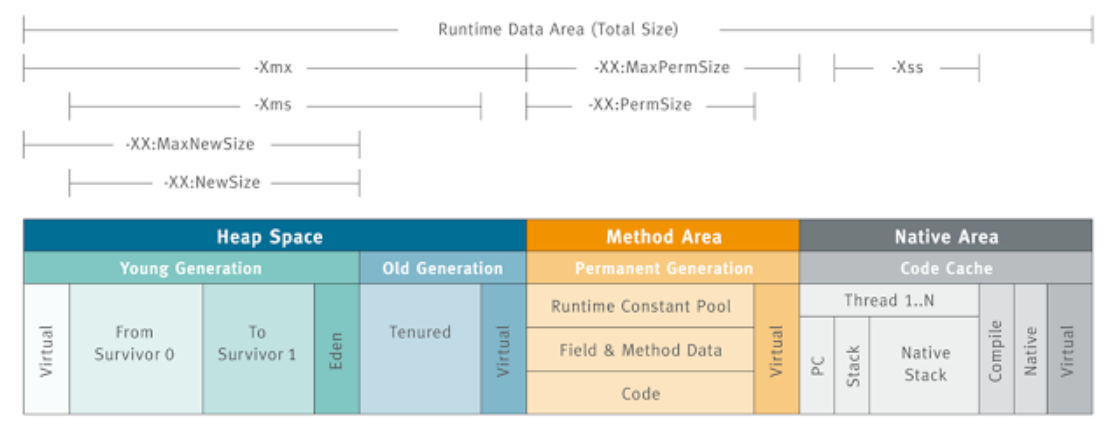 Runtime Data Area (Total Size)
-Xmx
-XX:MaxPermSize
-Xss
-Xms
-XX:PermSize
-XX:MaxNewSize
-XX:NewSize
Heap Space
Method Area
Native Area
Young Generation
Old Generation
Permanent Generation
Code Cache
Virtual
From
Survivor 0
To
Survivor 1
Eden
Tenured
Virtual
Runtime Constant Pool
Field & Method Data
Code
Virtual
Thread 1..N
PC
Stack
Native
Stack
Compile
Native
Virtual